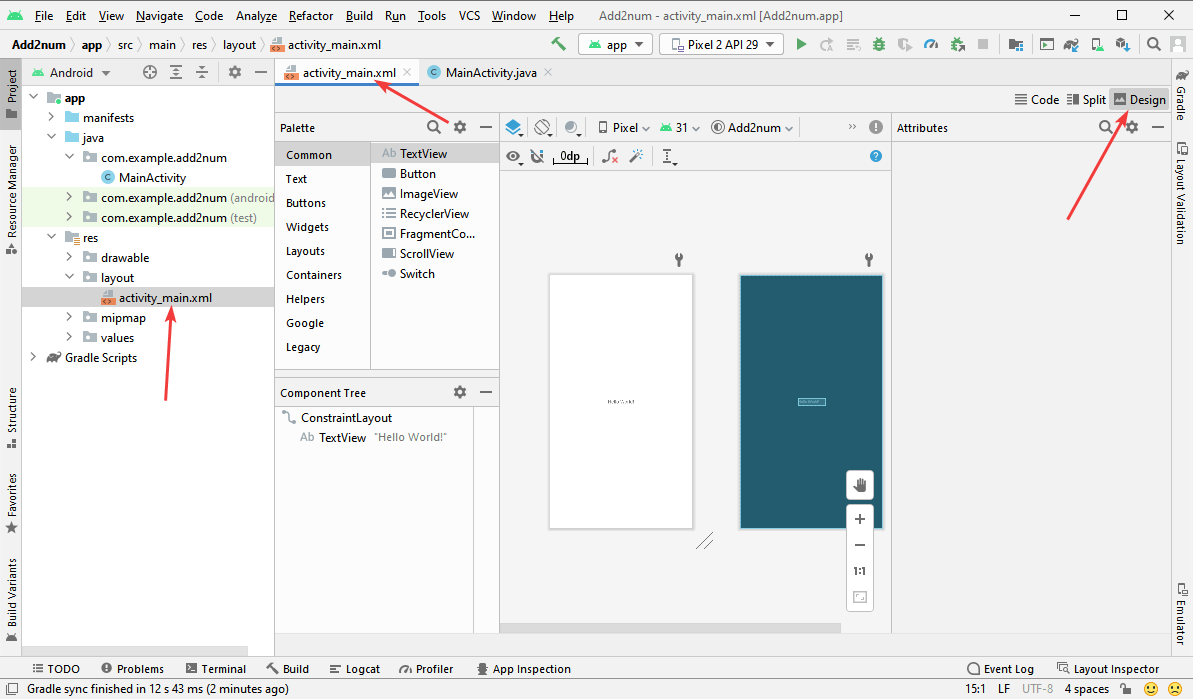 File Edit View Navigate Code Analyze Refactor Build Run Tools VCS Window Help Add2num - activity_main.xml [Add2num.app]
Add2num app src main res layout activity_main.xml app Pixel 2 API 29
Project
Resource Manager
Structure
Favorites
Build Variants
Android
app
manifests
java
com.example.add2num
C MainActivity
com.example.add2num (android
com.example.add2num (test)
res
drawable
layout
activity_main.xml
mipmap
values
Gradle Scripts
activity_main.xml C MainActivity.java
Code Split Design
Palette
Common
Text
Buttons
Widgets
Layouts
Containers
Helpers
Google
Legacy
Ab TextView
Button
ImageView
RecyclerView
FragmentCo...
ScrollView
Switch
Component Tree
ConstraintLayout
Ab TextView "Hello World!"
Pixel 31 Add2num »
0dp ?
Hello World!
Hello World!
1:1
Attributes
Gradle
Layout Validation
Emulator
TODO Problems Terminal Build Logcat Profiler App Inspection Event Log Layout Inspector
Gradle sync finished in 12 s 43 ms (2 minutes ago) 15:1 LF UTF-8 4 spaces